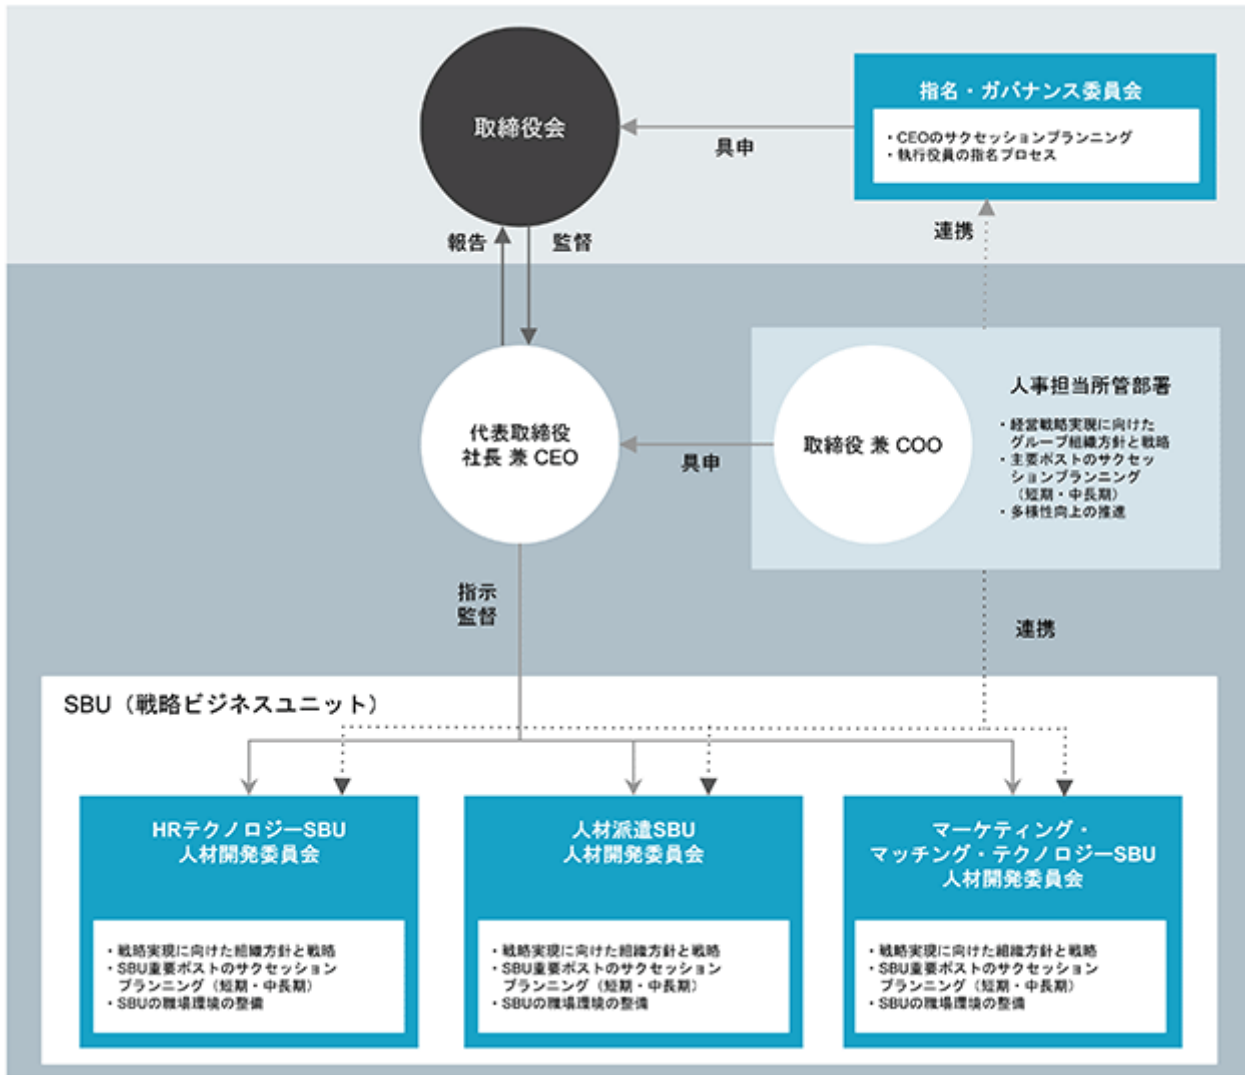 取締役会
指名・ガバナンス委員会
・CEOのサクセッションプランニング
・執行役員の指名プロセス
具申
連携
報告
監督
代表取締役
社長 兼 CEO
具申
取締役 兼 COO
人事担当所管部署
・経営戦略実現に向けた
グループ組織方針と戦略
・主要ポストのサクセッ
ションプランニング
（短期・中長期）
・多様性向上の推進
指示
監督
連携
SBU（戦略ビジネスユニット）
HRテクノロジーSBU
人材開発委員会
・戦略実現に向けた組織方針と戦略
・SBU重要ポストのサクセッション
プランニング（短期・中長期）
・SBUの職場環境の整備
人材派遣SBU
人材開発委員会
・戦略実現に向けた組織方針と戦略
・SBU重要ポストのサクセッション
プランニング（短期・中長期）
・SBUの職場環境の整備
マーケティング・
マッチング・テクノロジーSBU
人材開発委員会
・戦略実現に向けた組織方針と戦略
・SBU重要ポストのサクセッション
プランニング（短期・中長期）
・SBUの職場環境の整備